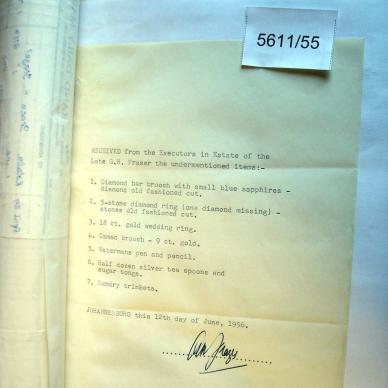 5611/55
RECEIVED from the Executors in Estate of the
Late G.H. Fraser the undermentioned items:-
1. Diamond bar brooch with small blue sapphires -
diamons old fashioned cut.
2. 5-stone diamond ring (one diamond missing) -
stones old fashioned cut.
3. 18 ct. gold wedding ring.
4. Cameo brooch - 9 ct. gold.
5. Watermans pen and pencil.
6. Half dozen silver tea spoons and
sugar tongs.
7. Sundry trinkets.
JOHANNESBURG this 12th day of June, 1956.